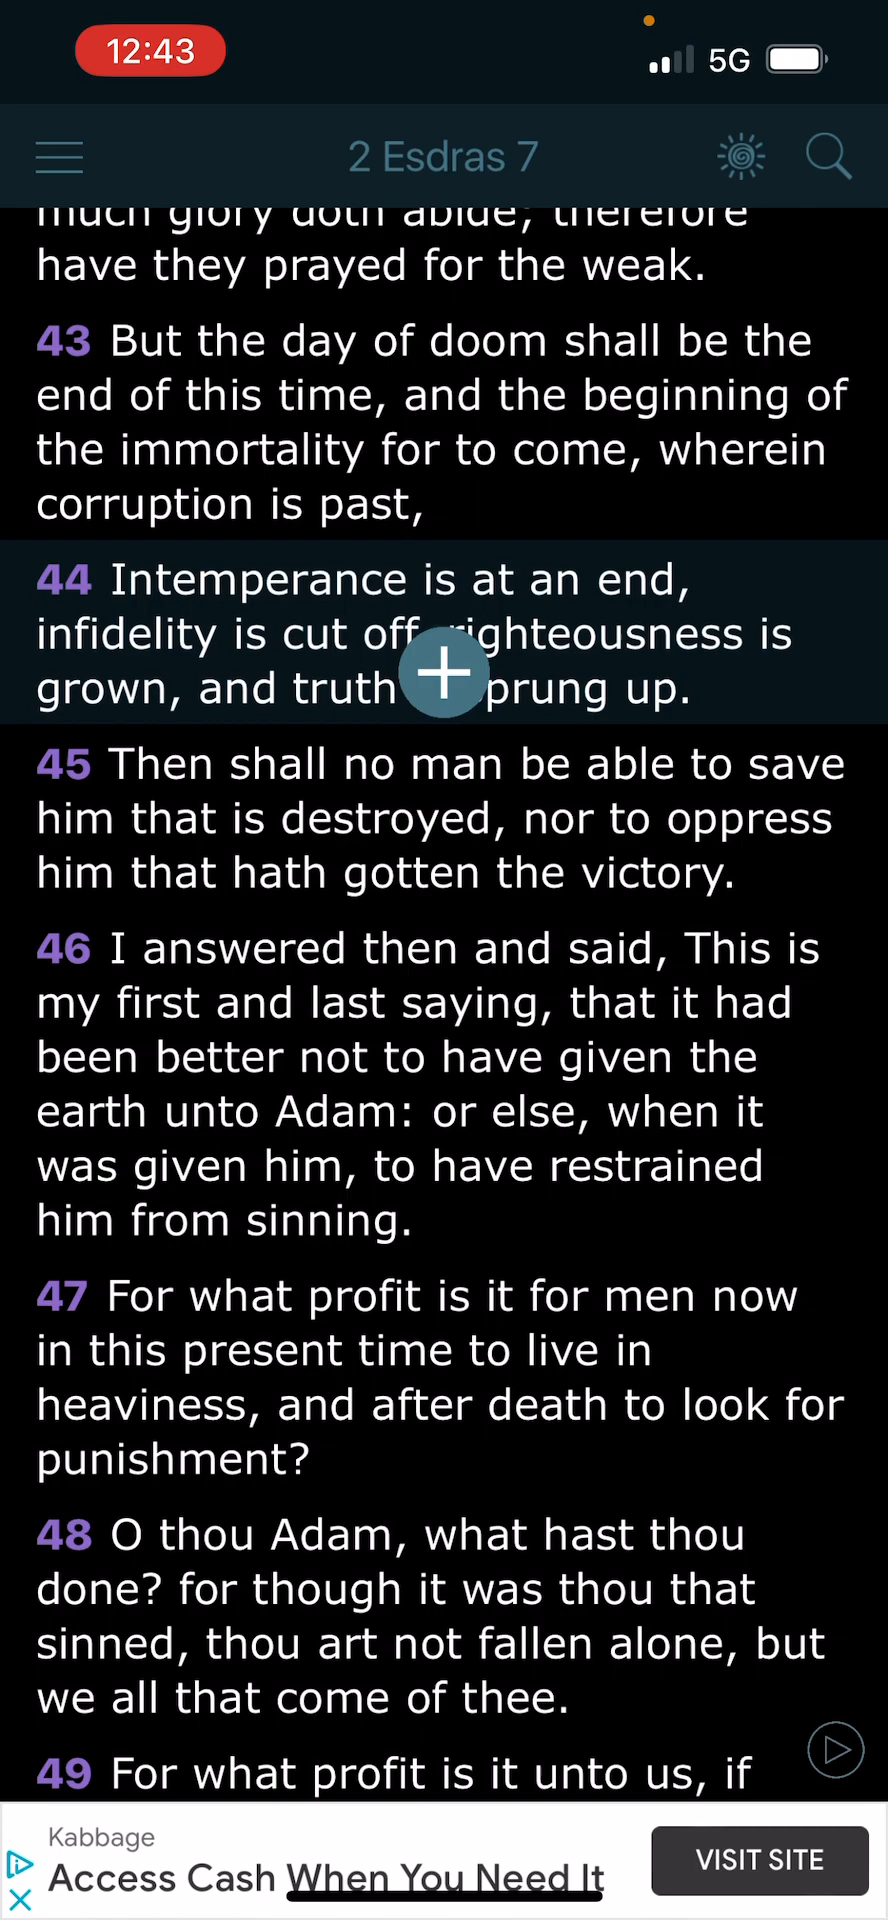 12:43
5G
2 Esdras 7
much glory doth abide, therefore
have they prayed for the weak.
43 But the day of doom shall be the
end of this time, and the beginning of
the immortality for to come, wherein
corruption is past,
44 Intemperance is at an end,
infidelity is cut off, righteousness is
grown, and truth sprung up.
45 Then shall no man be able to save
him that is destroyed, nor to oppress
him that hath gotten the victory.
46 I answered then and said, This is
my first and last saying, that it had
been better not to have given the
earth unto Adam: or else, when it
was given him, to have restrained
him from sinning.
47 For what profit is it for men now
in this present time to live in
heaviness, and after death to look for
punishment?
48 O thou Adam, what hast thou
done? for though it was thou that
sinned, thou art not fallen alone, but
we all that come of thee.
49 For what profit is it unto us, if
Kabbage
Access Cash When You Need It
VISIT SITE